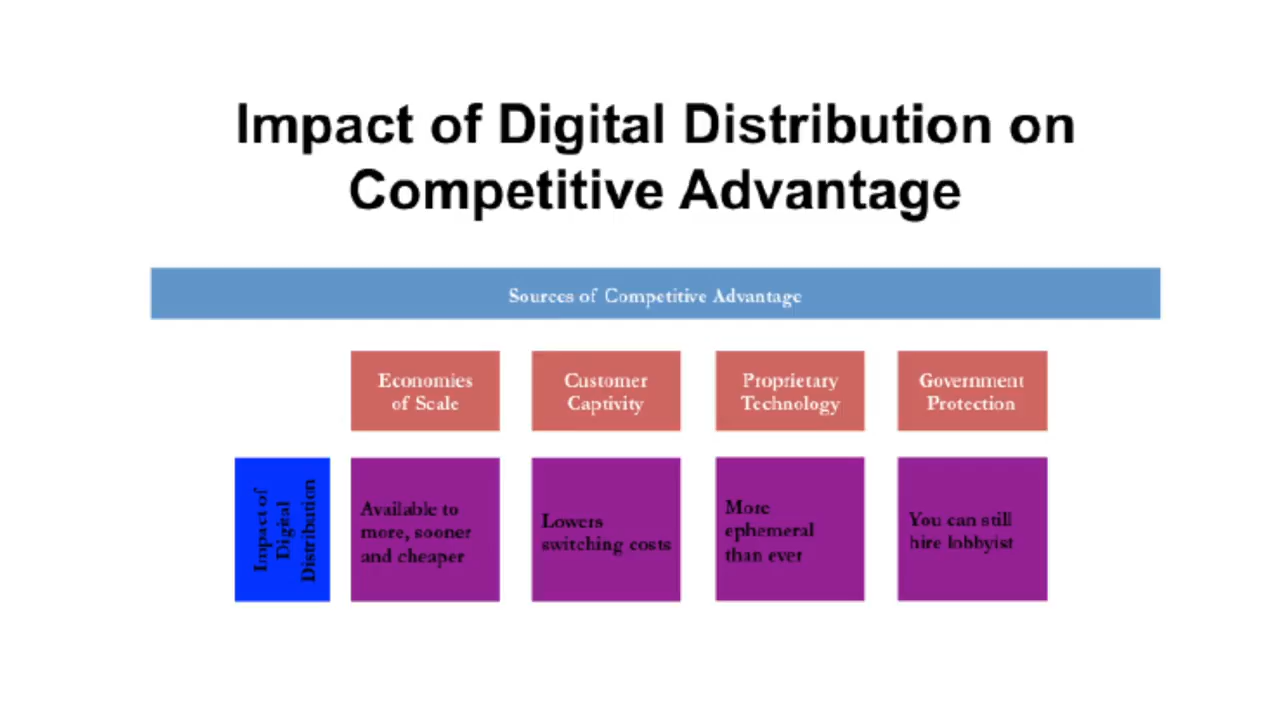 Impact of Digital Distribution on
Competitive Advantage
Sources of Competitive Advantage
Economies
of Scale
Customer
Captivity
Proprietary
Technology
Government
Protection
Impact of
Digital
Distribution
Available to
more, sooner
and cheaper
Lowers
switching costs
More
ephemeral
than ever
You can still
hire lobbyist